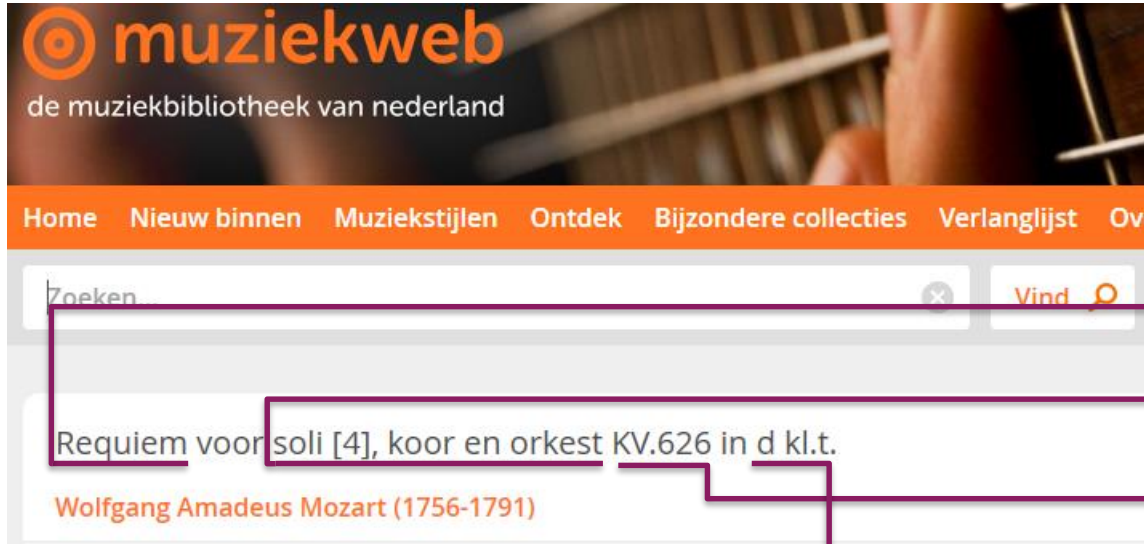 muziekweb
de muziekbibliotheek van nederland
Home Nieuw binnen Muziekstijlen Ontdek Bijzondere collecties Verlanglijst Ov
Zoeken... Vind
Requiem voor soli [4], koor en orkest KV.626 in d kl.t.
Wolfgang Amadeus Mozart (1756-1791)